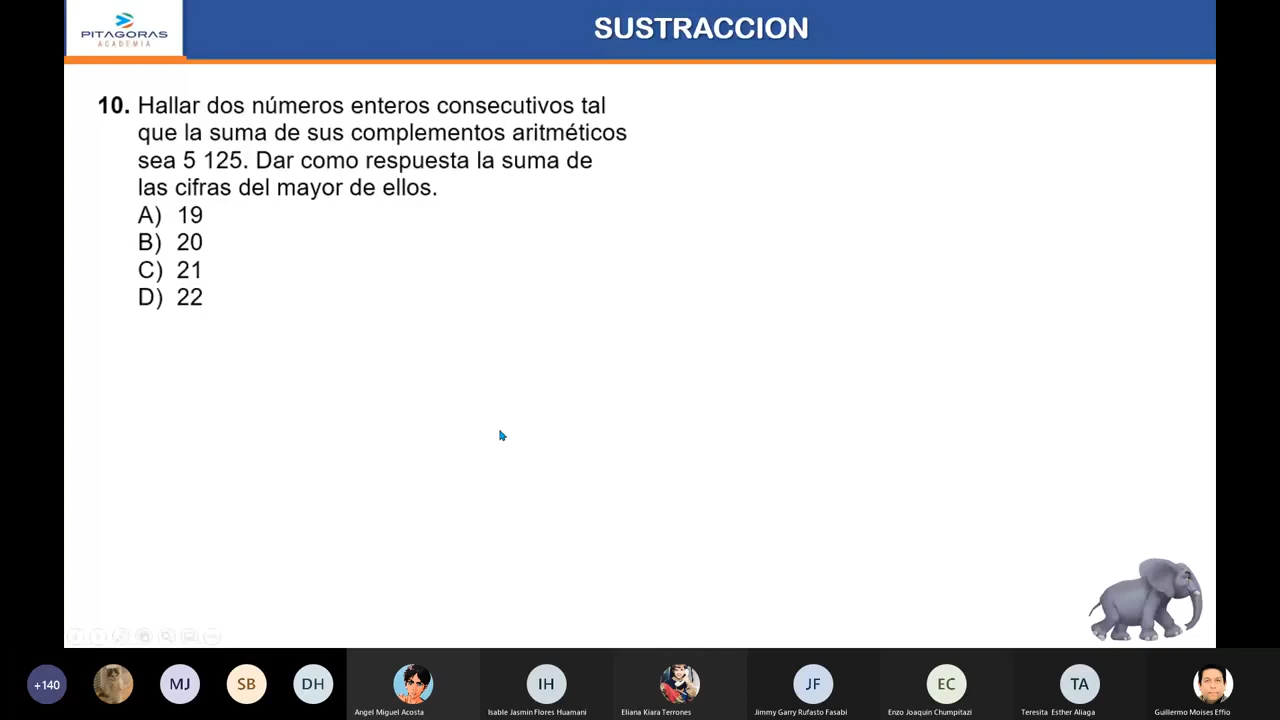 PITAGORAS
ACADEMIA
SUSTRACCION
10. Hallar dos números enteros consecutivos tal
que la suma de sus complementos aritméticos
sea 5 125. Dar como respuesta la suma de
las cifras del mayor de ellos.
A) 19
B) 20
C) 21
D) 22
+140
MJ
SB
DH
IH
JF
EC
TA
Angel Miguel Acosta
Isable Jasmin Flores Huamani
Eliana Kiara Terrones
Jimmy Garry Rufasto Fasabi
Enzo Joaquin Chumpitazi
Teresita Esther Aliaga
Guillermo Moises Effio